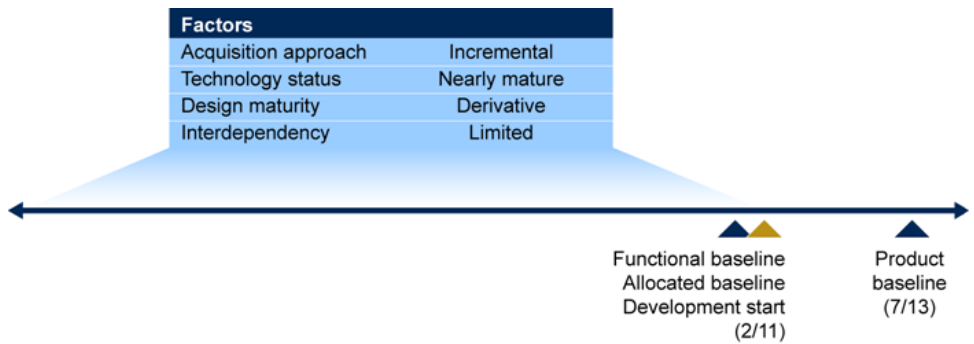 Factors
Acquisition approach Incremental
Technology status Nearly mature
Design maturity Derivative
Interdependency Limited
Functional baseline
Allocated baseline
Development start
(2/11)
Product
baseline
(7/13)